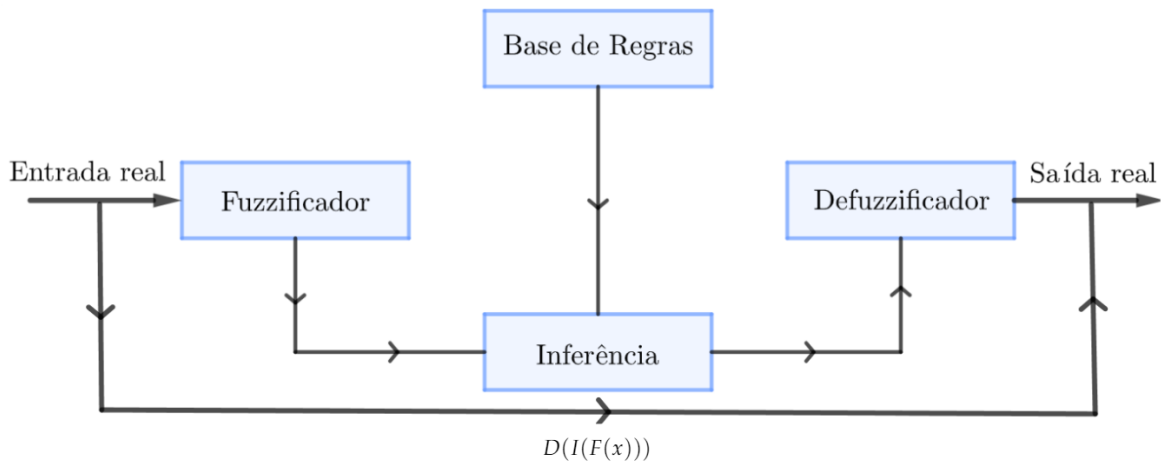 Base de Regras
Entrada real
Fuzzificador
Defuzzificador
Saída real
Inferência
D(I(F(x)))